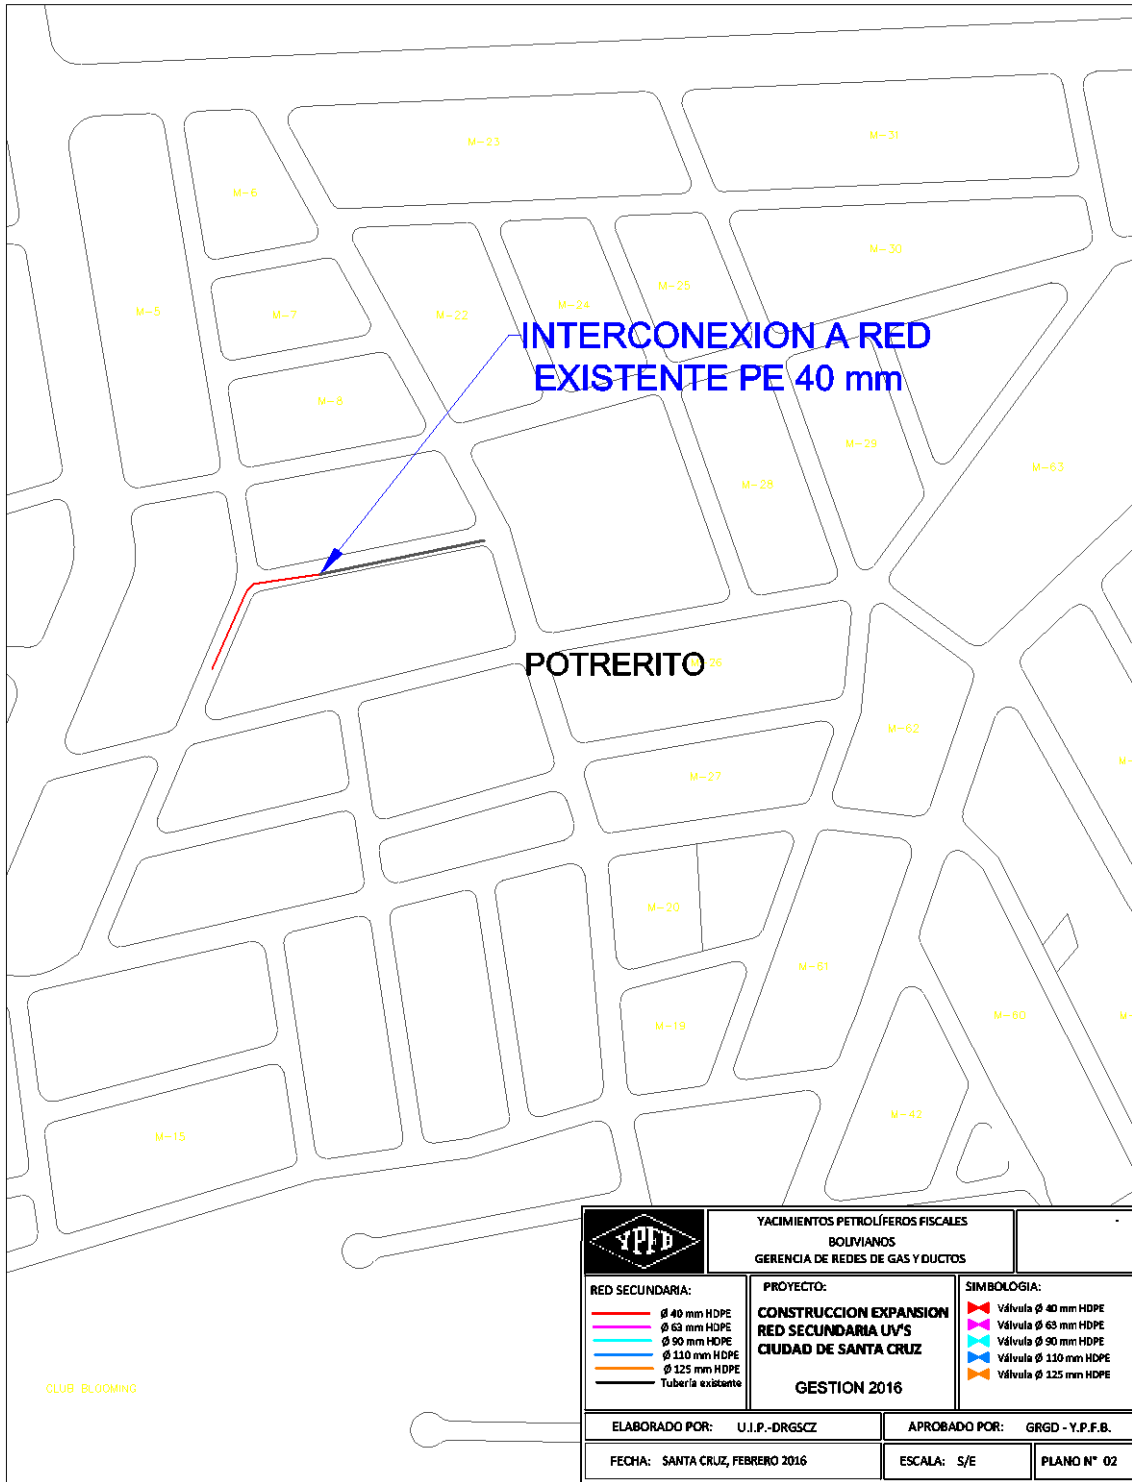 M-23
M-31
M-6
M-30
M-5
M-7
M-22
M-24
M-25
INTERCONEXION A RED
EXISTENTE PE 40 mm
M-8
M-29
M-63
M-28
POTRERITO
M-26
M-62
M-27
M-20
M-61
M-19
M-60
M-42
M-15
CLUB BLOOMING
YPFB
YACIMIENTOS PETROLÍFEROS FISCALES
BOLIVIANOS
GERENCIA DE REDES DE GAS Y DUCTOS
RED SECUNDARIA:
Ø 40 mm HDPE
Ø 63 mm HDPE
Ø 90 mm HDPE
Ø 110 mm HDPE
Ø 125 mm HDPE
Tubería existente
PROYECTO:
CONSTRUCCION EXPANSION
RED SECUNDARIA UV'S
CIUDAD DE SANTA CRUZ
GESTION 2016
SIMBOLOGIA:
Válvula Ø 40 mm HDPE
Válvula Ø 63 mm HDPE
Válvula Ø 90 mm HDPE
Válvula Ø 110 mm HDPE
Válvula Ø 125 mm HDPE
ELABORADO POR: U.I.P.-DRGSCZ
APROBADO POR: GRGD - Y.P.F.B.
FECHA: SANTA CRUZ, FEBRERO 2016
ESCALA: S/E
PLANO N° 02